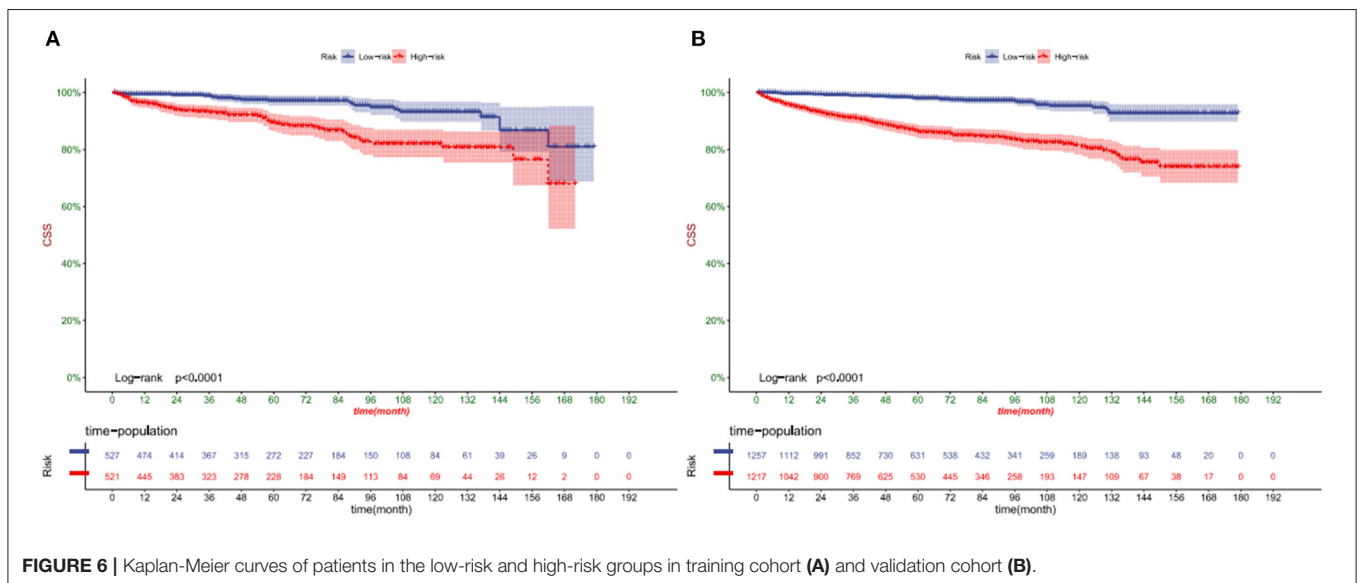 A
Risk Low-risk High-risk
100%
80%
60%
40%
20%
0%
CSS
Log-rank p<0.0001
0 12 24 36 48 60 72 84 96 108 120 132 144 156 168 180 192
time(month)
time-population
Risk
527 474 414 367 315 272 227 184 150 108 84 61 39 26 9 0 0
521 445 383 323 278 228 184 149 113 84 69 44 26 12 2 0 0
0 12 24 36 48 60 72 84 96 108 120 132 144 156 168 180 192
time(month)
B
Risk Low-risk High-risk
100%
80%
60%
40%
20%
0%
CSS
Log-rank p<0.0001
0 12 24 36 48 60 72 84 96 108 120 132 144 156 168 180 192
time(month)
time-population
Risk
1257 1112 991 852 730 631 538 432 341 259 189 138 93 48 20 0 0
1217 1042 900 769 625 530 445 346 258 193 147 109 67 38 17 0 0
0 12 24 36 48 60 72 84 96 108 120 132 144 156 168 180 192
time(month)
FIGURE 6 | Kaplan-Meier curves of patients in the low-risk and high-risk groups in training cohort (A) and validation cohort (B).